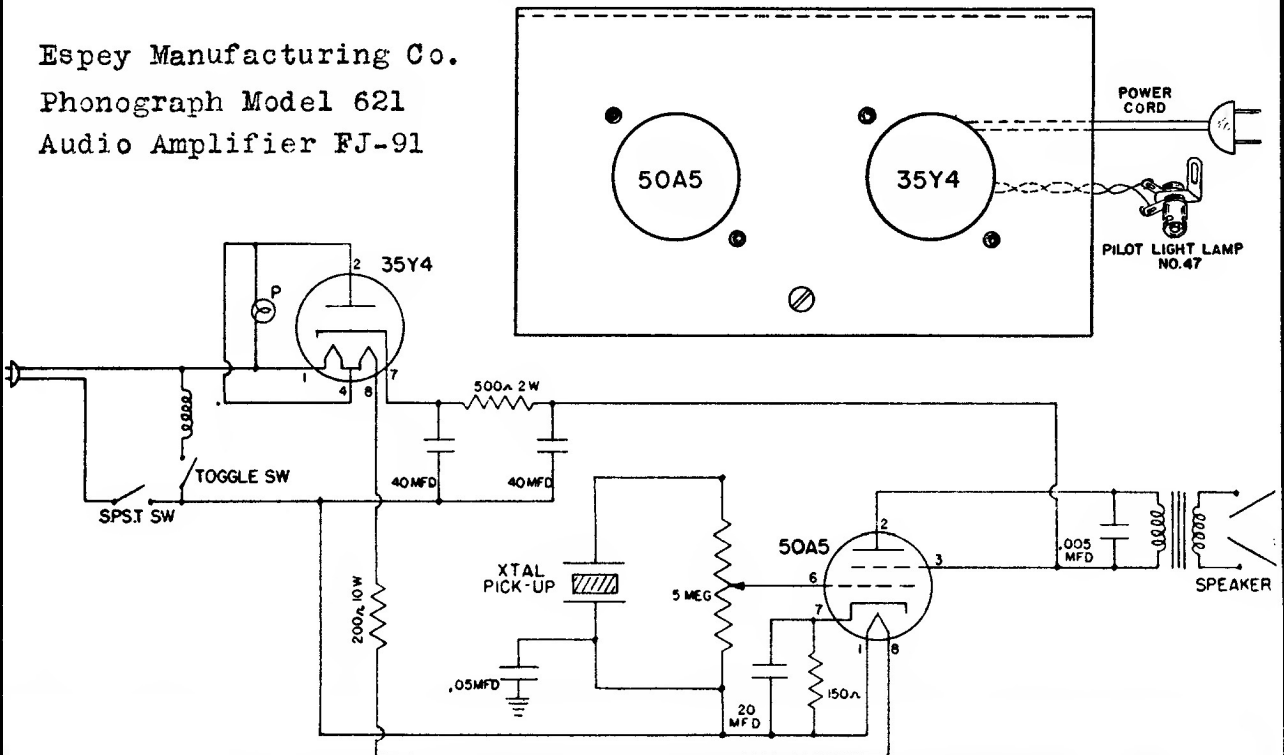 Espey Manufacturing Co.
Phonograph Model 621
Audio Amplifier FJ-91
50A5
35Y4
POWER
CORD
PILOT LIGHT LAMP
NO.47
2
35Y4
P
1
4
8
7
500Ω 2W
TOGGLE SW
40MFD
40MFD
SPS.T SW
200Ω 10W
XTAL
PICK-UP
5 MEG
.05MFD
50A5
2
3
6
7
1
8
20
MFD
150Ω
.005
MFD
SPEAKER